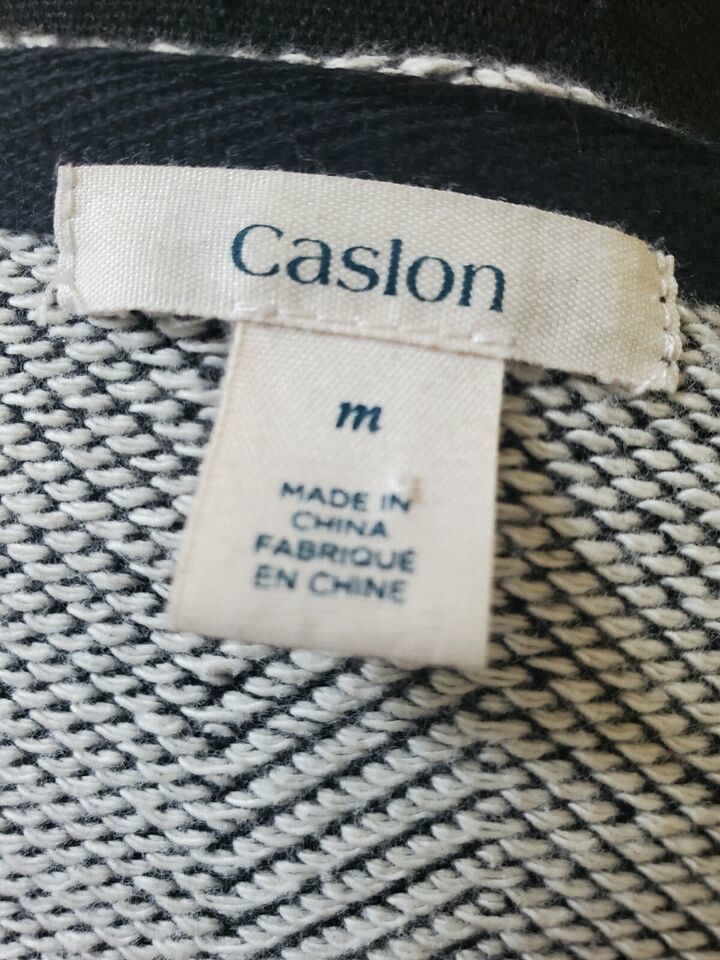 Caslon
m
MADE IN
CHINA
FABRIQUÉ
EN CHINE